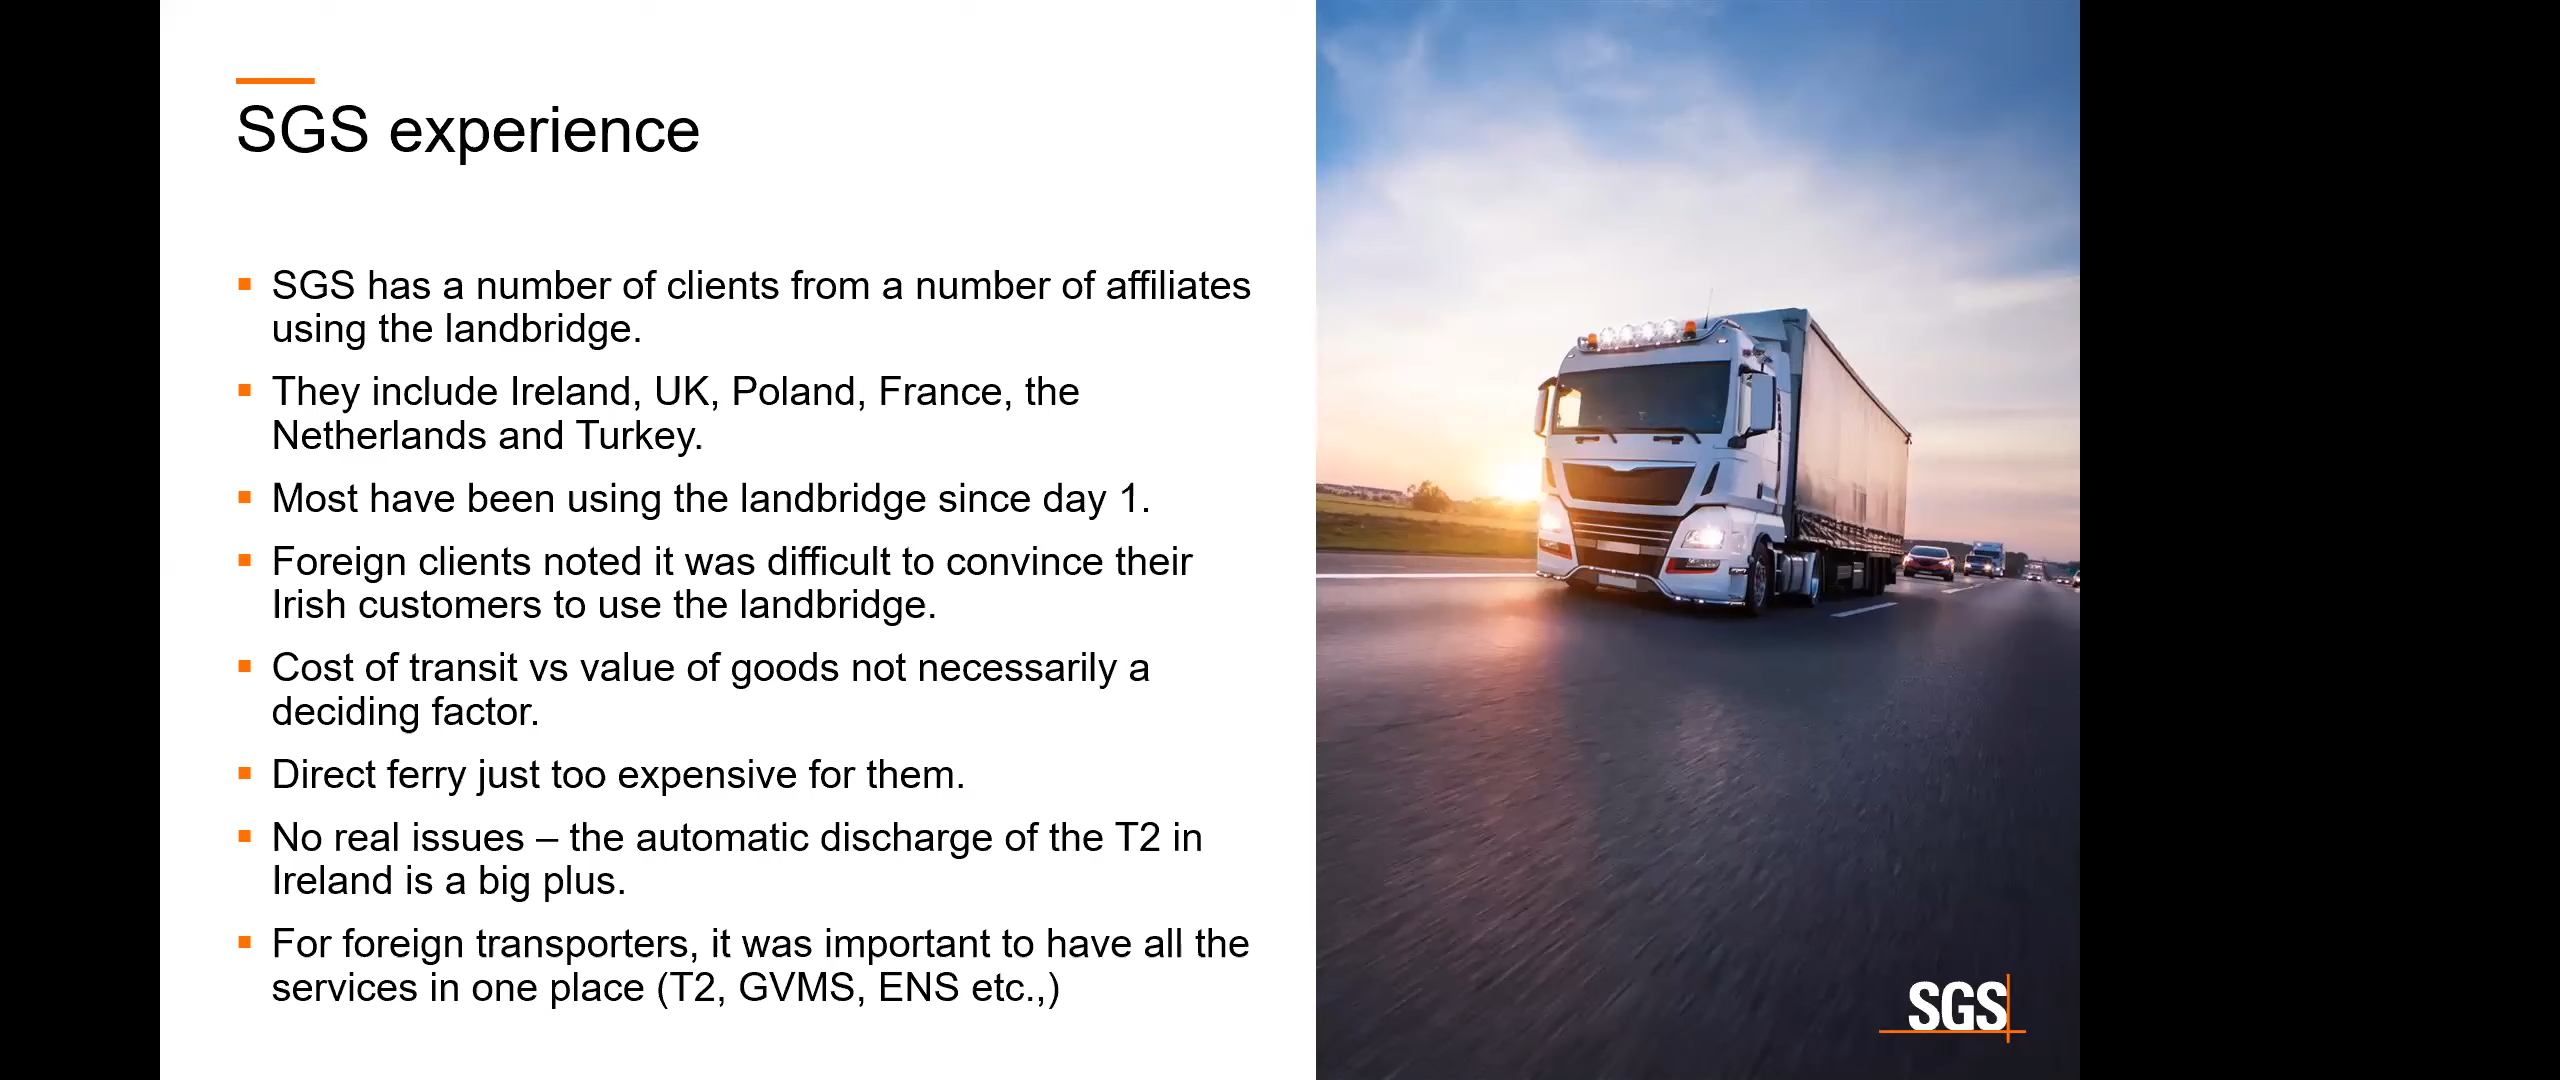 SGS experience
SGS has a number of clients from a number of affiliates
using the landbridge.
They include Ireland, UK, Poland, France, the
Netherlands and Turkey.
Most have been using the landbridge since day 1.
Foreign clients noted it was difficult to convince their
Irish customers to use the landbridge.
Cost of transit vs value of goods not necessarily a
deciding factor.
Direct ferry just too expensive for them.
No real issues – the automatic discharge of the T2 in
Ireland is a big plus.
For foreign transporters, it was important to have all the
services in one place (T2, GVMS, ENS etc.,)
SGS